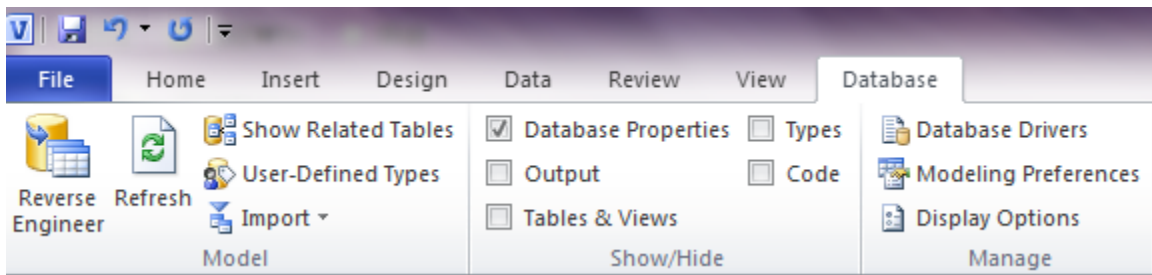 V
File Home Insert Design Data Review View Database
Show Related Tables
User-Defined Types
Import
Reverse Engineer
Refresh
Model
Database Properties
Types
Output
Code
Tables & Views
Show/Hide
Database Drivers
Modeling Preferences
Display Options
Manage